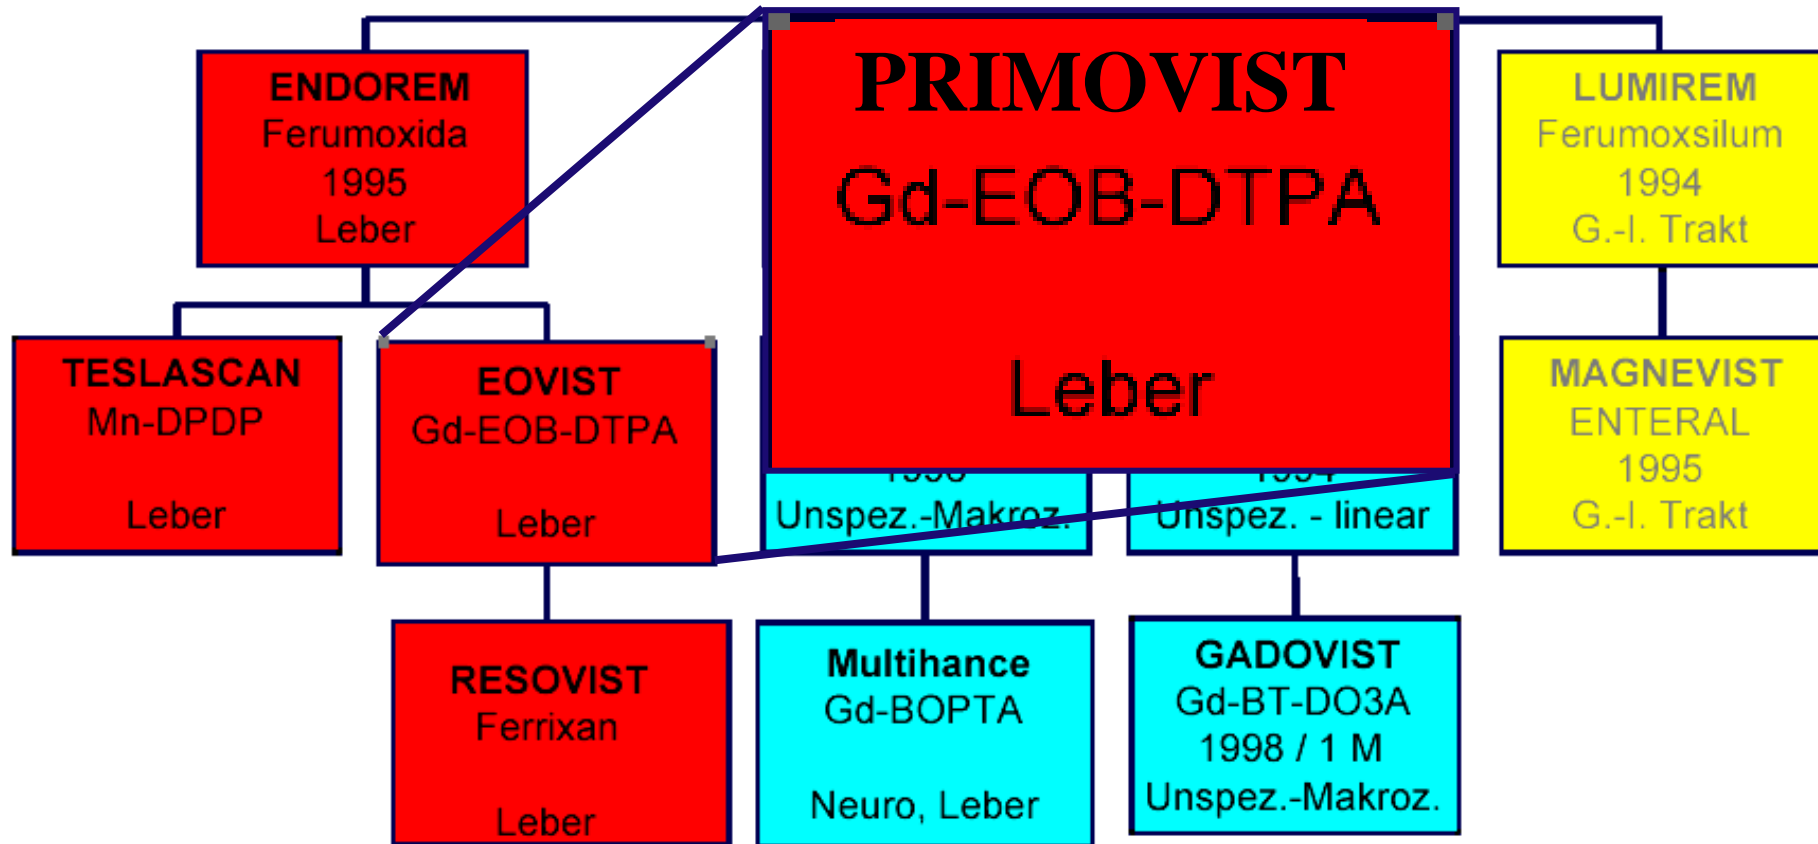 ENDOREM
Ferumoxida
1995
Leber
PRIMOVIST
Gd-EOB-DTPA
Leber
LUMIREM
Ferumoxsilum
1994
G.-I. Trakt
TESLASCAN
Mn-DPDP
Leber
EOVIST
Gd-EOB-DTPA
Leber
Unspez.-Makroz.
1994
Unspez. - linear
MAGNEVIST
ENTERAL
1995
G.-I. Trakt
RESOVIST
Ferrixan
Leber
Multihance
Gd-BOPTA
Neuro, Leber
GADOVIST
Gd-BT-DO3A
1998 / 1 M
Unspez.-Makroz.